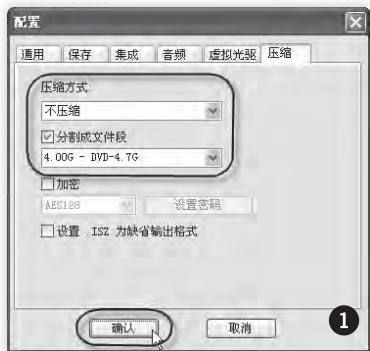 配置
通用 保存 集成 音频 虚拟光驱 压缩
压缩方式:
不压缩
分割成文件段
4.00G - DVD-4.7G
加密
AES128 设置密码
设置 .ISZ 为缺省输出格式
确认 取消
1